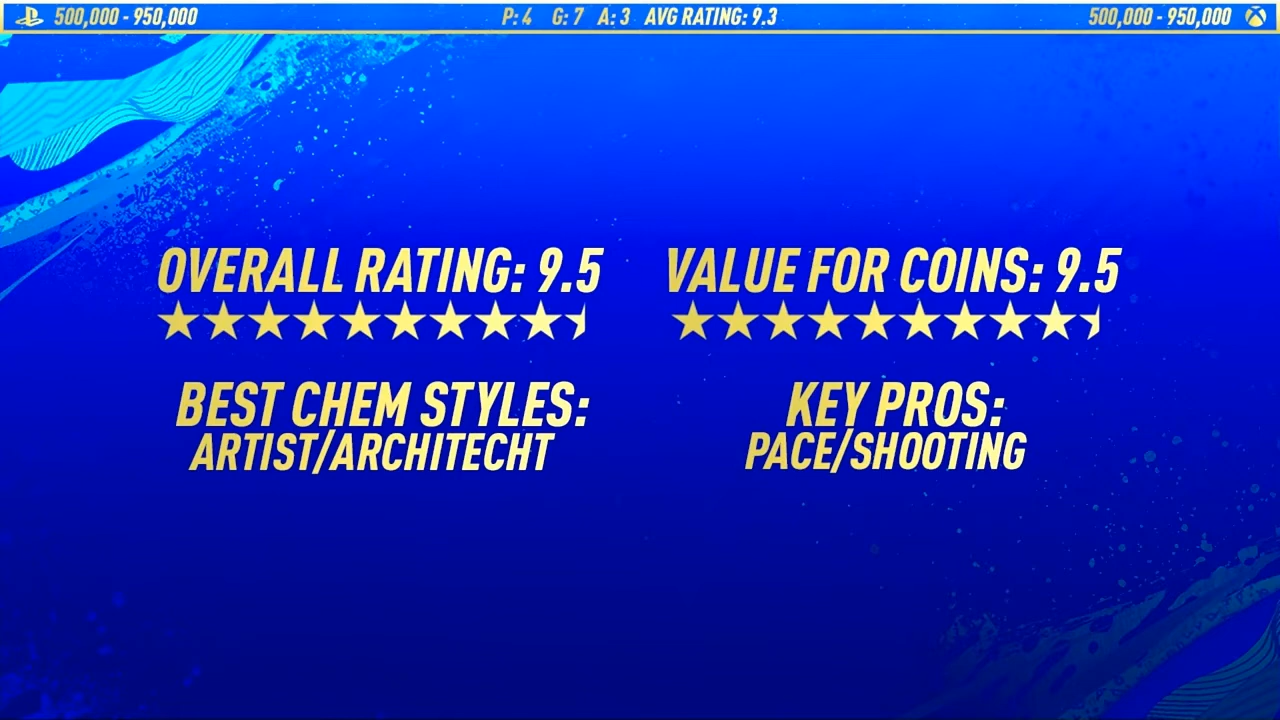 500,000 - 950,000 P: 4 G: 7 A: 3 AVG RATING: 9.3 500,000 - 950,000
OVERALL RATING: 9.5 VALUE FOR COINS: 9.5
BEST CHEM STYLES: KEY PROS:
ARTIST/ARCHITECHT PACE/SHOOTING